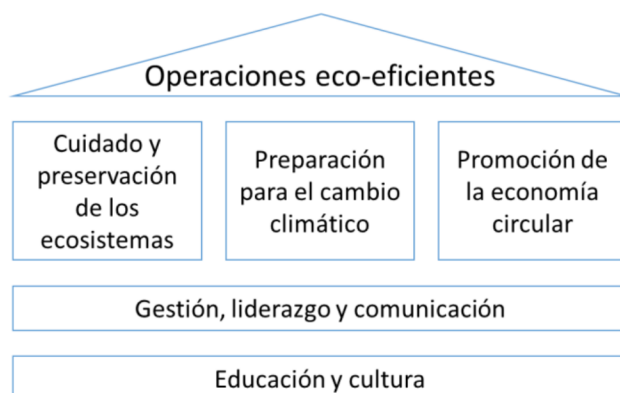 Operaciones eco-eficientes
Cuidado y
preservación
de los
ecosistemas
Preparación
para el cambio
climático
Promoción de
la economía
circular
Gestión, liderazgo y comunicación
Educación y cultura